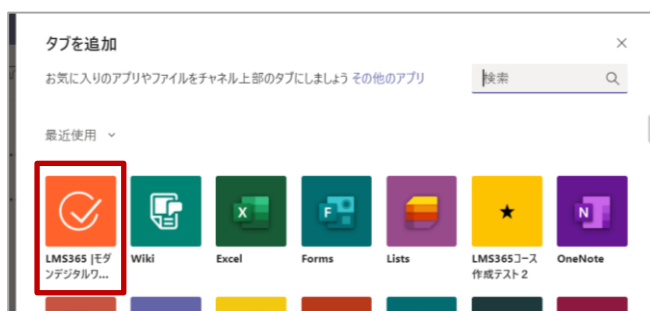 タブを追加
お気に入りのアプリやファイルをチャネル上部のタブにしましょう その他のアプリ
検索
最近使用
LMS365 |モダ
ンデジタルワ...
Wiki
Excel
Forms
Lists
LMS365コース
作成テスト 2
OneNote